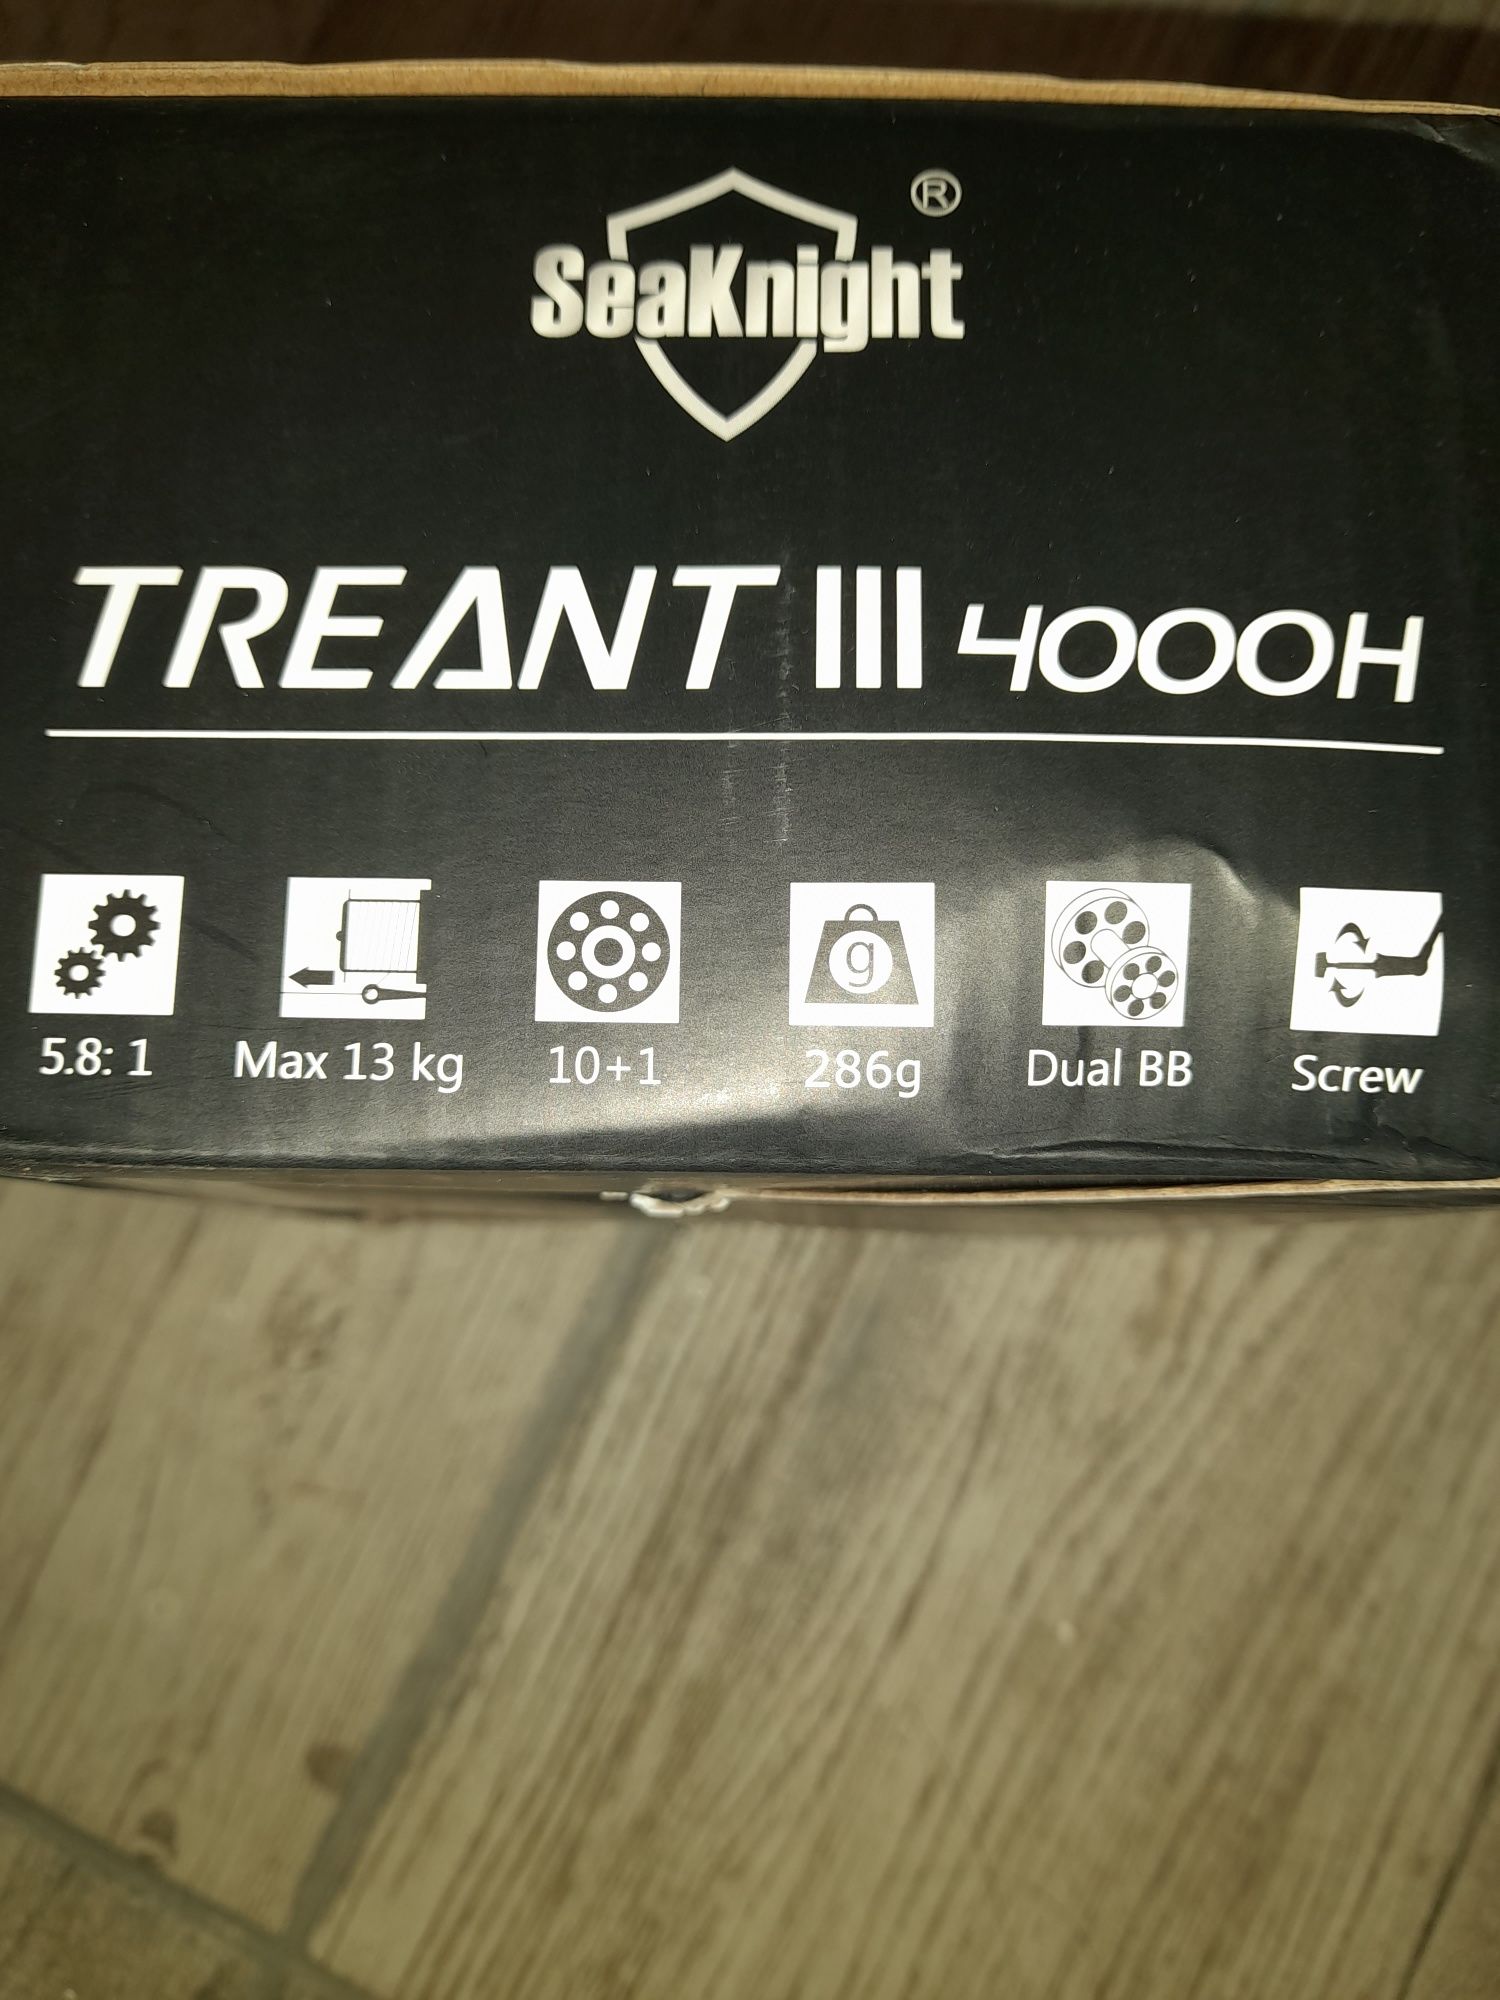 SeaKnight ®
TREANT III 4000H
g
5.8: 1 Max 13 kg 10+1 286g Dual BB Screw